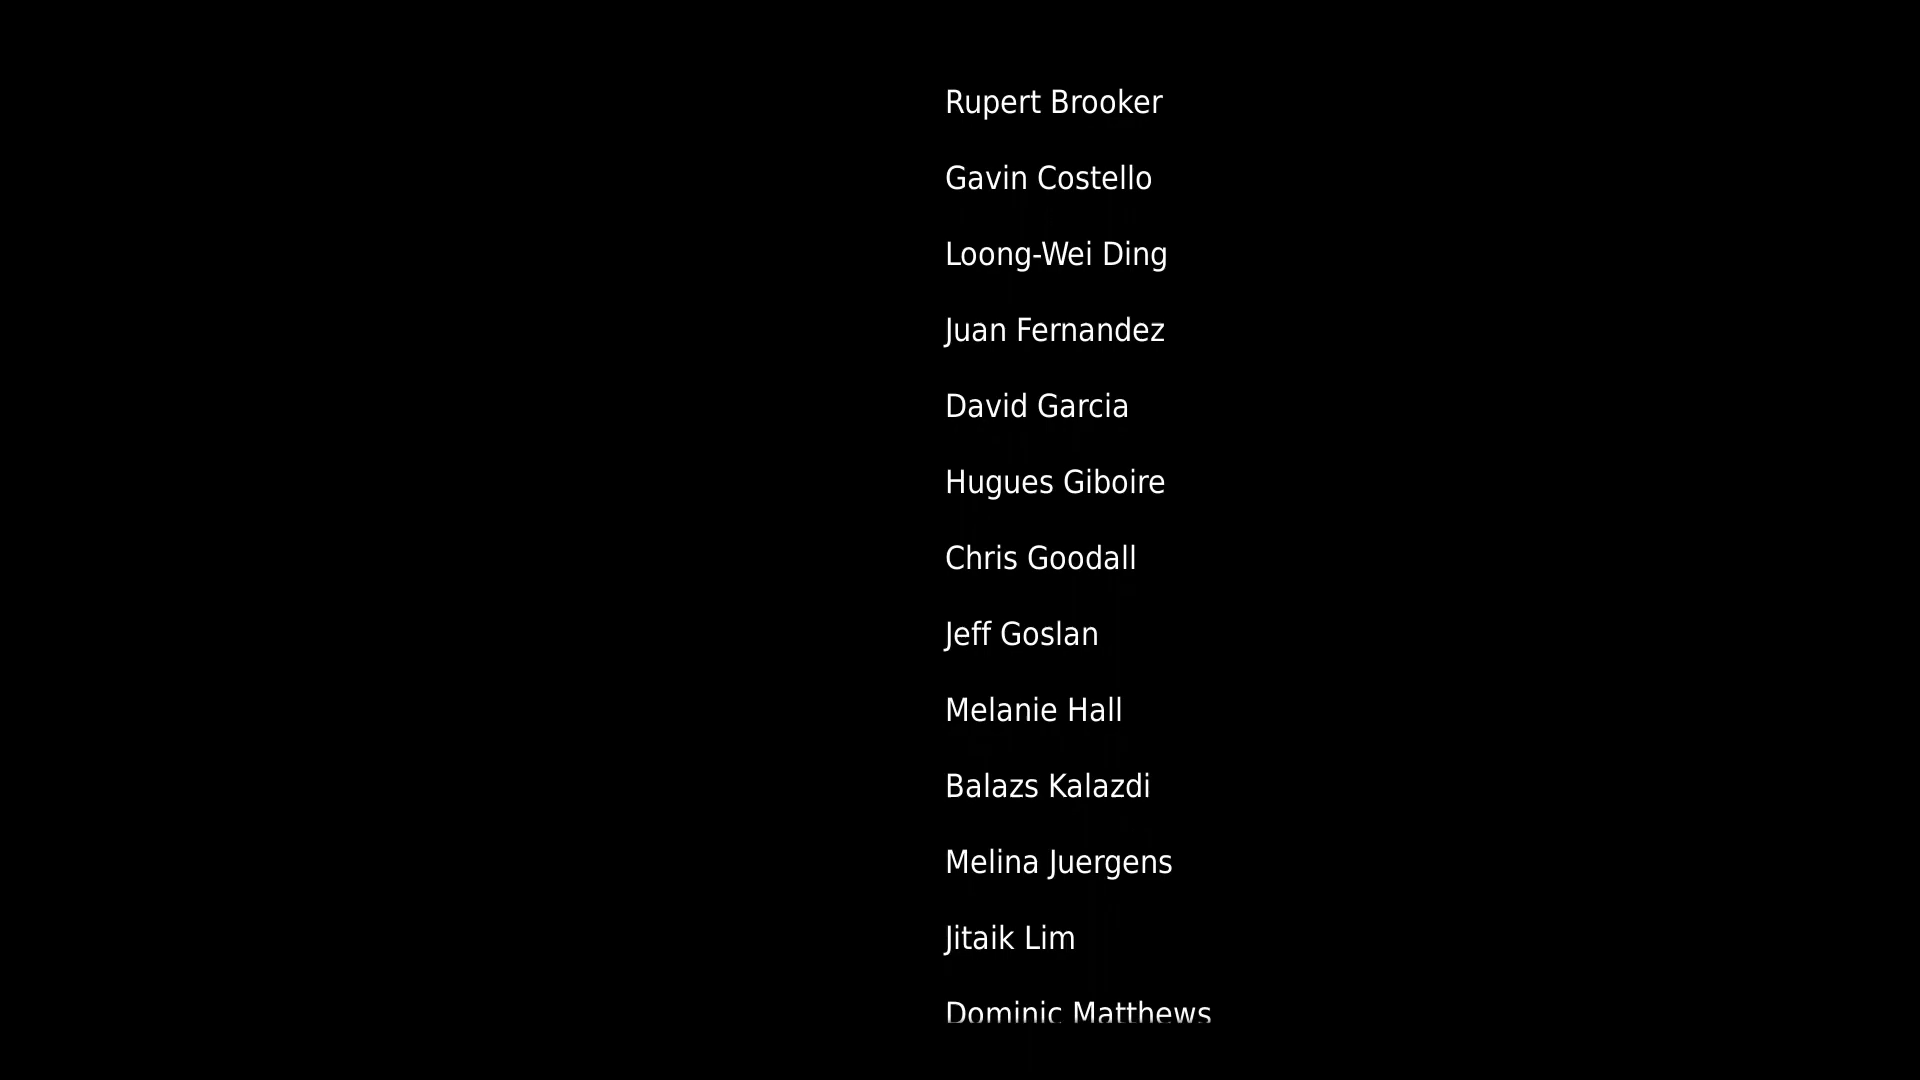 Rupert Brooker
Gavin Costello
Loong-Wei Ding
Juan Fernandez
David Garcia
Hugues Giboire
Chris Goodall
Jeff Goslan
Melanie Hall
Balazs Kalazdi
Melina Juergens
Jitaik Lim
Dominic Matthews